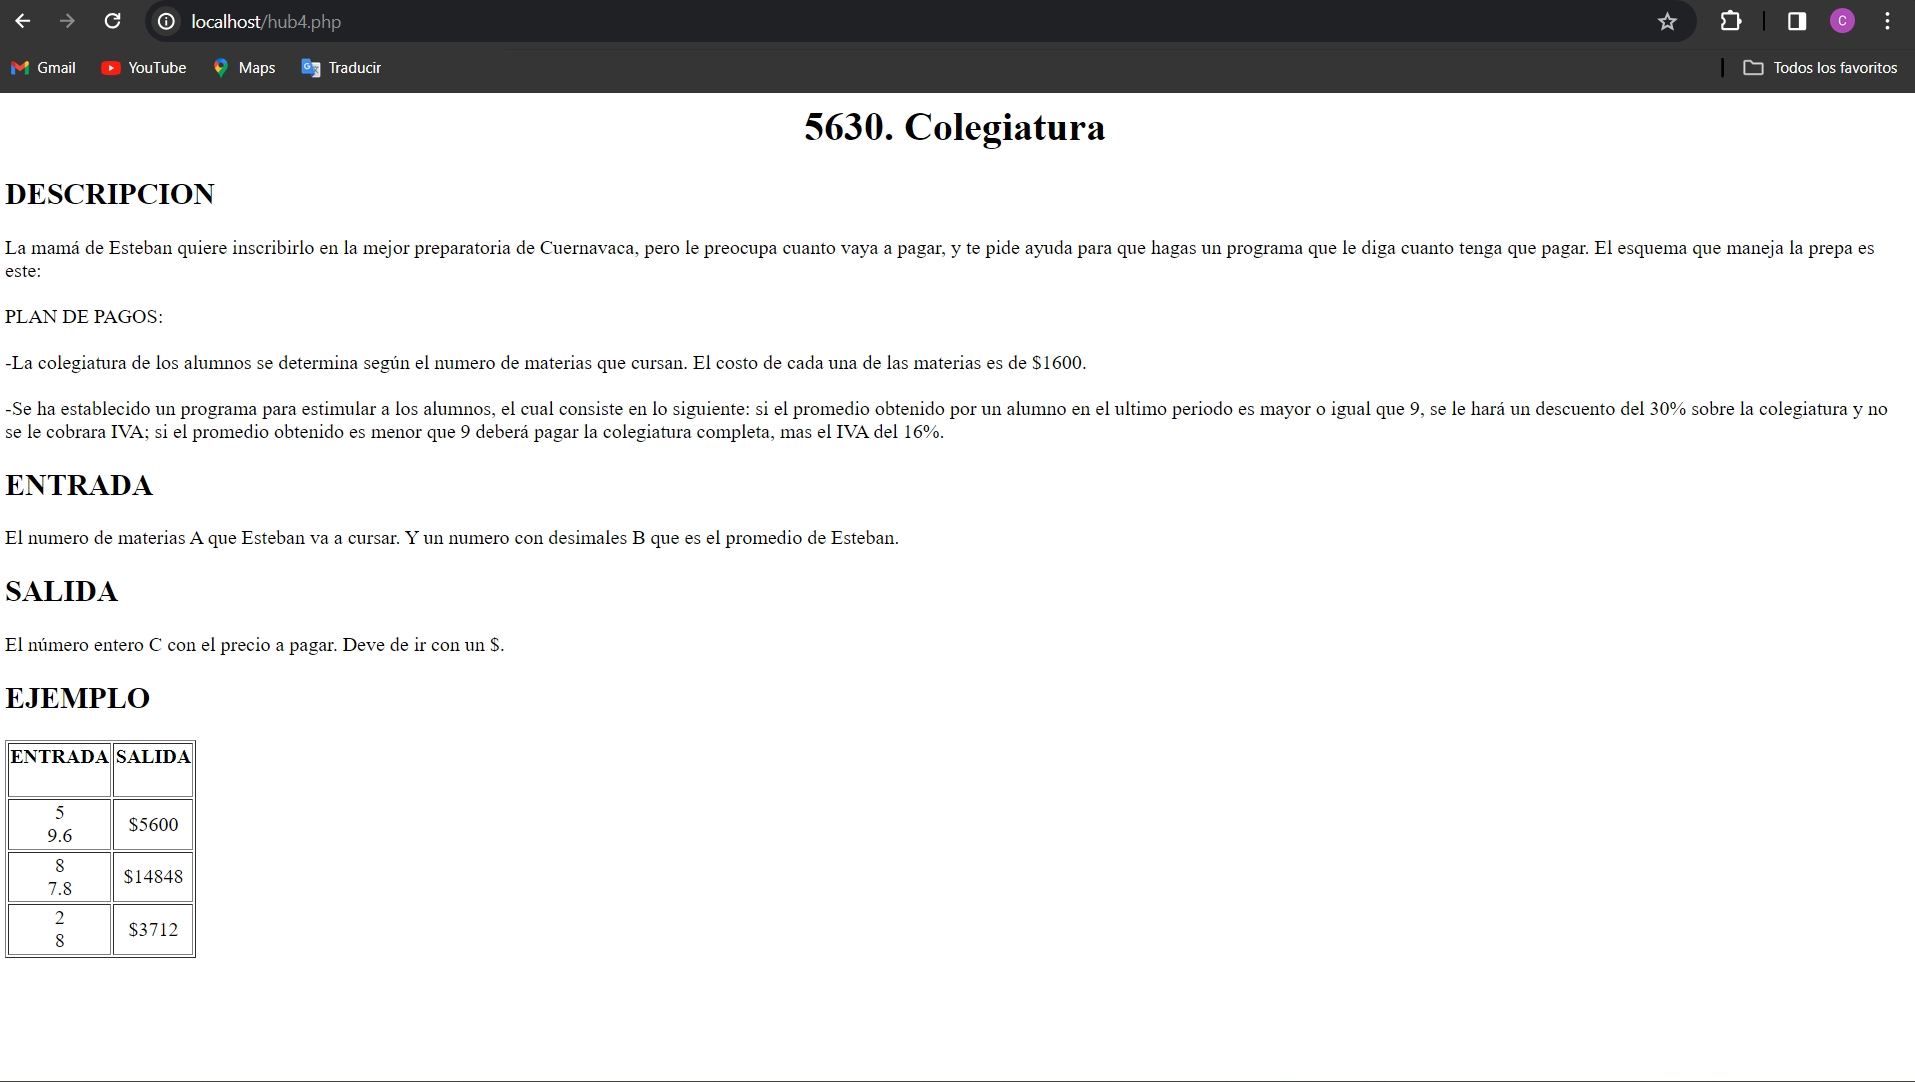 localhost/hub4.php
C
Gmail
YouTube
Maps
Traducir
Todos los favoritos
5630. Colegiatura
DESCRIPCION
La mamá de Esteban quiere inscribirlo en la mejor preparatoria de Cuernavaca, pero le preocupa cuanto vaya a pagar, y te pide ayuda para que hagas un programa que le diga cuanto tenga que pagar. El esquema que maneja la prepa es
este:
PLAN DE PAGOS:
-La colegiatura de los alumnos se determina según el numero de materias que cursan. El costo de cada una de las materias es de $1600.
-Se ha establecido un programa para estimular a los alumnos, el cual consiste en lo siguiente: si el promedio obtenido por un alumno en el ultimo periodo es mayor o igual que 9, se le hará un descuento del 30% sobre la colegiatura y no
se le cobrara IVA; si el promedio obtenido es menor que 9 deberá pagar la colegiatura completa, mas el IVA del 16%.
ENTRADA
El numero de materias A que Esteban va a cursar. Y un numero con desimales B que es el promedio de Esteban.
SALIDA
El número entero C con el precio a pagar. Deve de ir con un $.
EJEMPLO
ENTRADA SALIDA
5
9.6
$5600
8
7.8
$14848
2
8
$3712